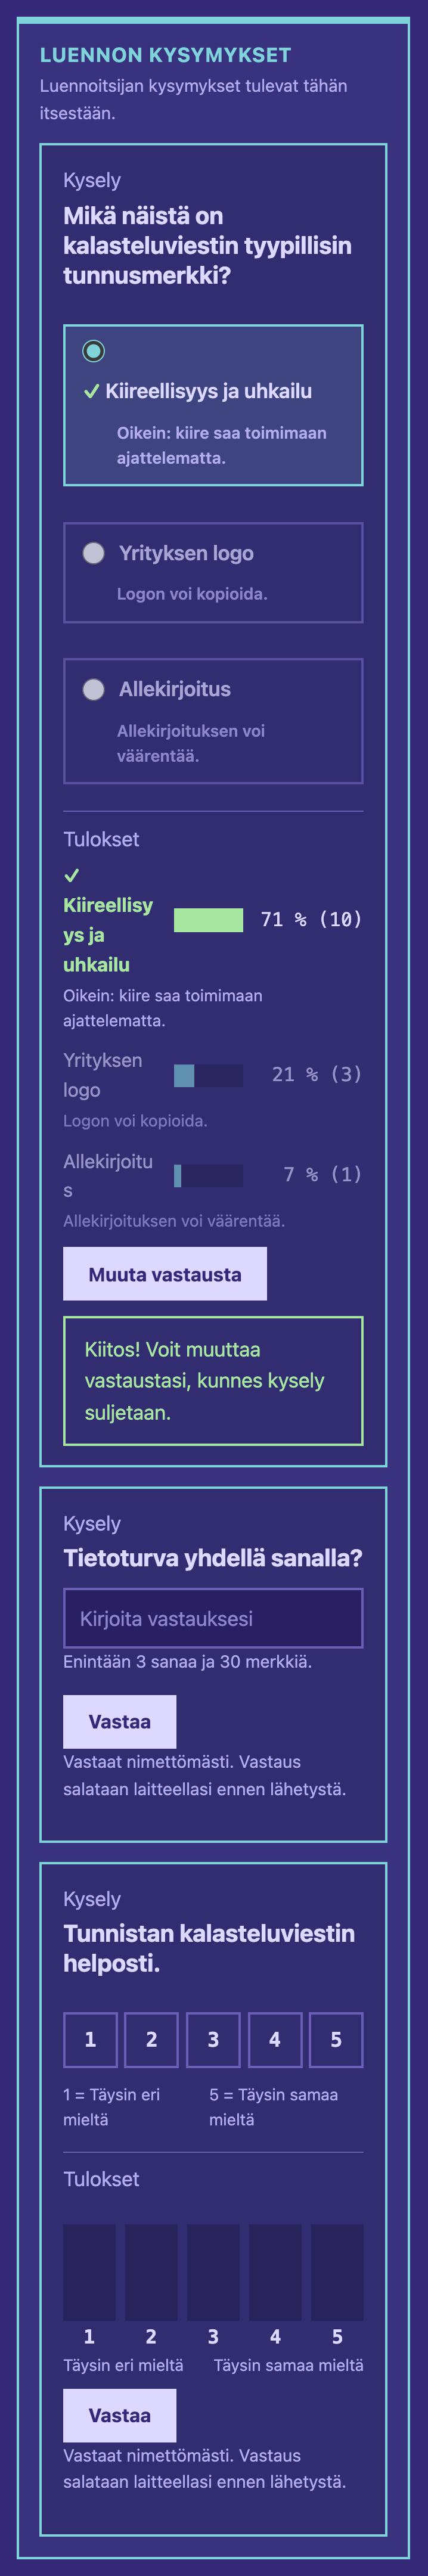 LUENNON KYSYMYKSET
Luennoitsijan kysymykset tulevat tähän
itsestään.
Kysely
Mikä näistä on
kalasteluviestin tyypillisin
tunnusmerkki?
✓ Kiireellisyys ja uhkailu
Oikein: kiire saa toimimaan
ajattelematta.
Yrityksen logo
Logon voi kopioida.
Allekirjoitus
Allekirjoituksen voi
väärentää.
Tulokset
✓
Kiireellisy
ys ja
uhkailu
71 % (10)
Oikein: kiire saa toimimaan
ajattelematta.
Yrityksen
logo
21 % (3)
Logon voi kopioida.
Allekirjoitu
s
7 % (1)
Allekirjoituksen voi väärentää.
Muuta vastausta
Kiitos! Voit muuttaa
vastaustasi, kunnes kysely
suljetaan.
Kysely
Tietoturva yhdellä sanalla?
Kirjoita vastauksesi
Enintään 3 sanaa ja 30 merkkiä.
Vastaa
Vastaat nimettömästi. Vastaus
salataan laitteellasi ennen lähetystä.
Kysely
Tunnistan kalasteluviestin
helposti.
1 2 3 4 5
1 = Täysin eri
mieltä
5 = Täysin samaa
mieltä
Tulokset
1 2 3 4 5
Täysin eri mieltä Täysin samaa mieltä
Vastaa
Vastaat nimettömästi. Vastaus
salataan laitteellasi ennen lähetystä.